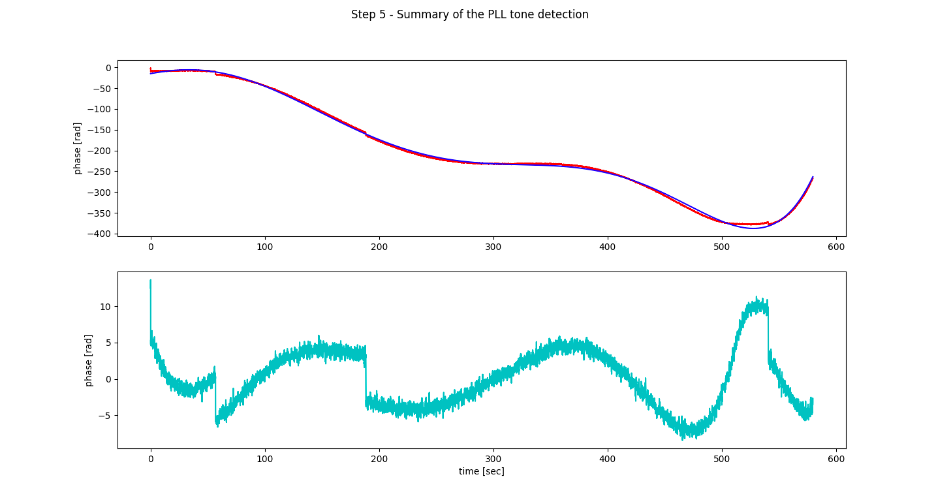 Step 5 - Summary of the PLL tone detection
phase [rad]
0
−50
−100
−150
−200
−250
−300
−350
−400
0 100 200 300 400 500 600
phase [rad]
10
5
0
−5
0 100 200 300 400 500 600
time [sec]